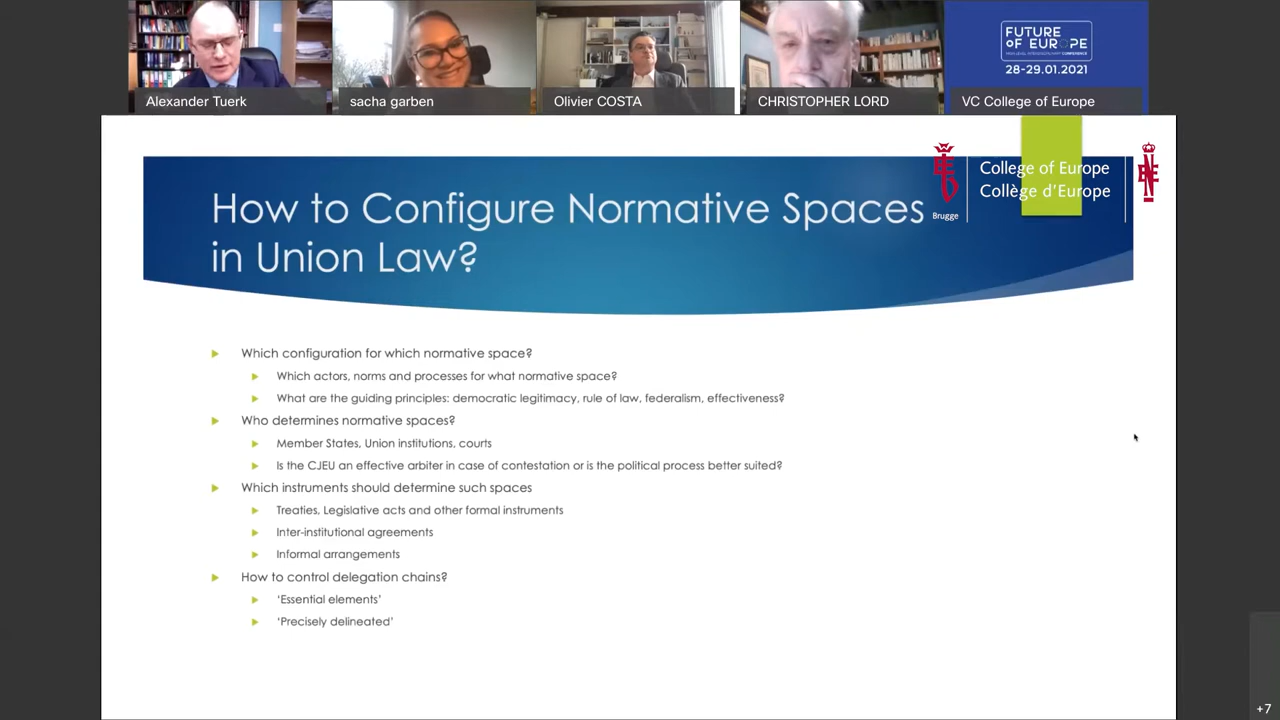 Alexander Tuerk
sacha garben
Olivier COSTA
CHRISTOPHER LORD
FUTURE
OF EUROPE
28-29.01.2021
VC College of Europe
College of Europe
Collège d'Europe
Brugge
How to Configure Normative Spaces
in Union Law?
Which configuration for which normative space?
Which actors, norms and processes for what normative space?
What are the guiding principles: democratic legitimacy, rule of law, federalism, effectiveness?
Who determines normative spaces?
Member States, Union institutions, courts
Is the CJEU an effective arbiter in case of contestation or is the political process better suited?
Which instruments should determine such spaces
Treaties, Legislative acts and other formal instruments
Inter-institutional agreements
Informal arrangements
How to control delegation chains?
‘Essential elements’
‘Precisely delineated’
+7